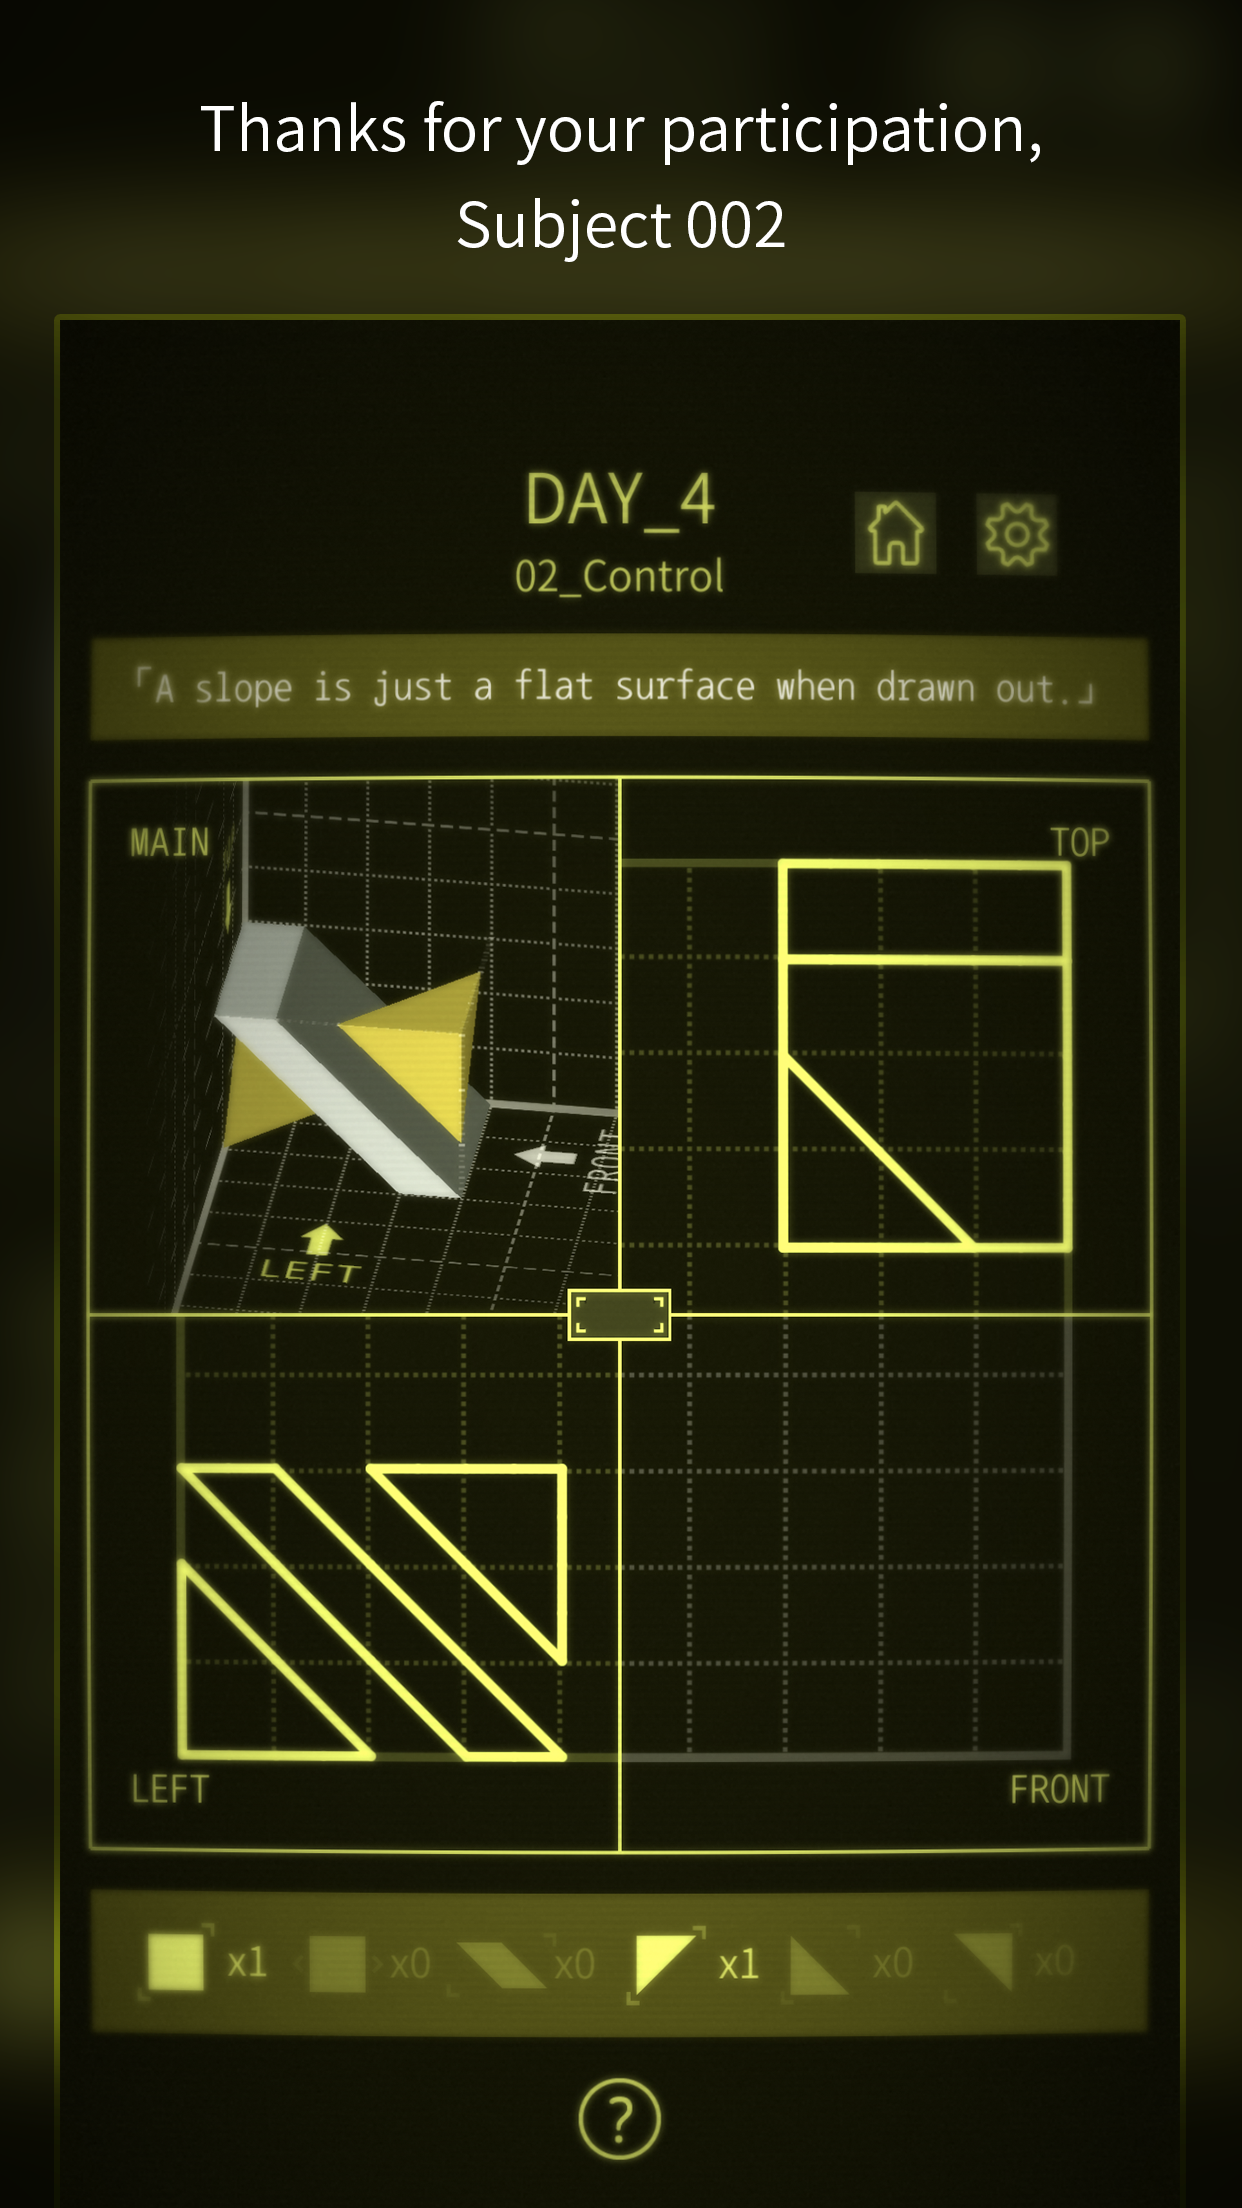 Thanks for your participation,
Subject 002
DAY_4
02_Control
「A slope is just a flat surface when drawn out.」
MAIN
TOP
FRONT
LEFT
LEFT
FRONT
x1
x0
x0
x1
x0
x0
?